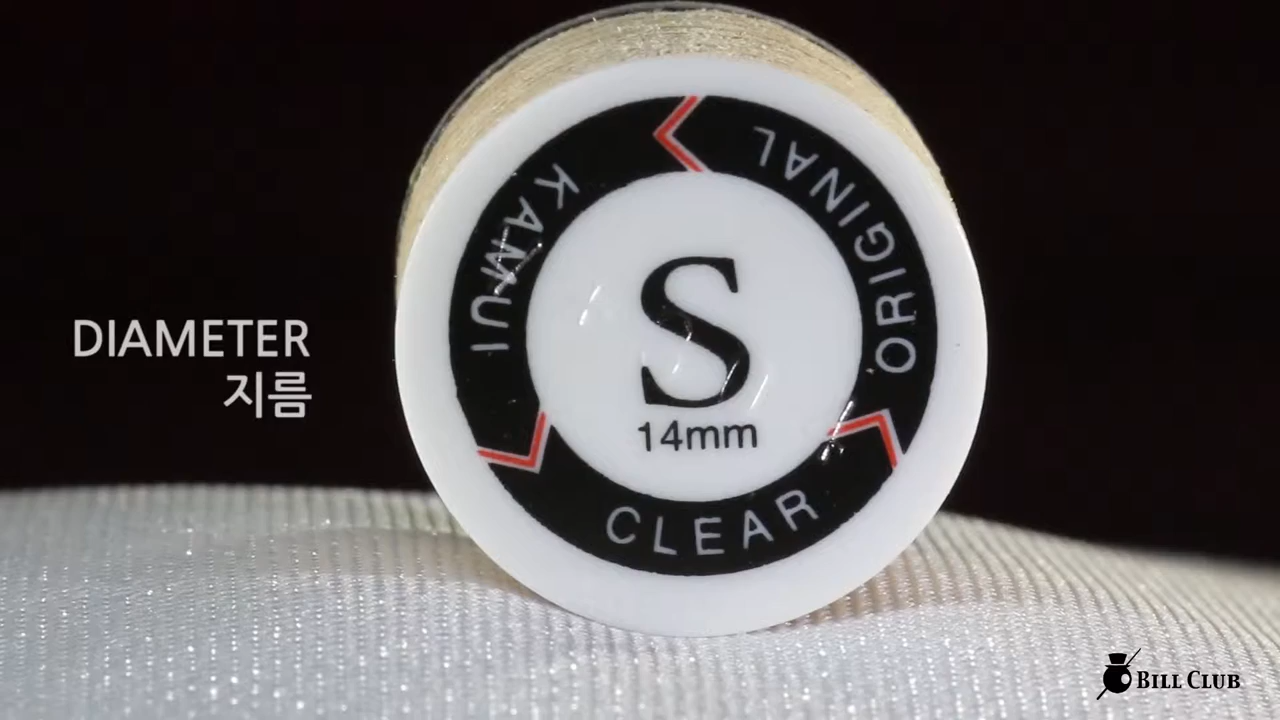 DIAMETER
지름
KAMUI
ORIGINAL
CLEAR
S
14mm
BILL CLUB